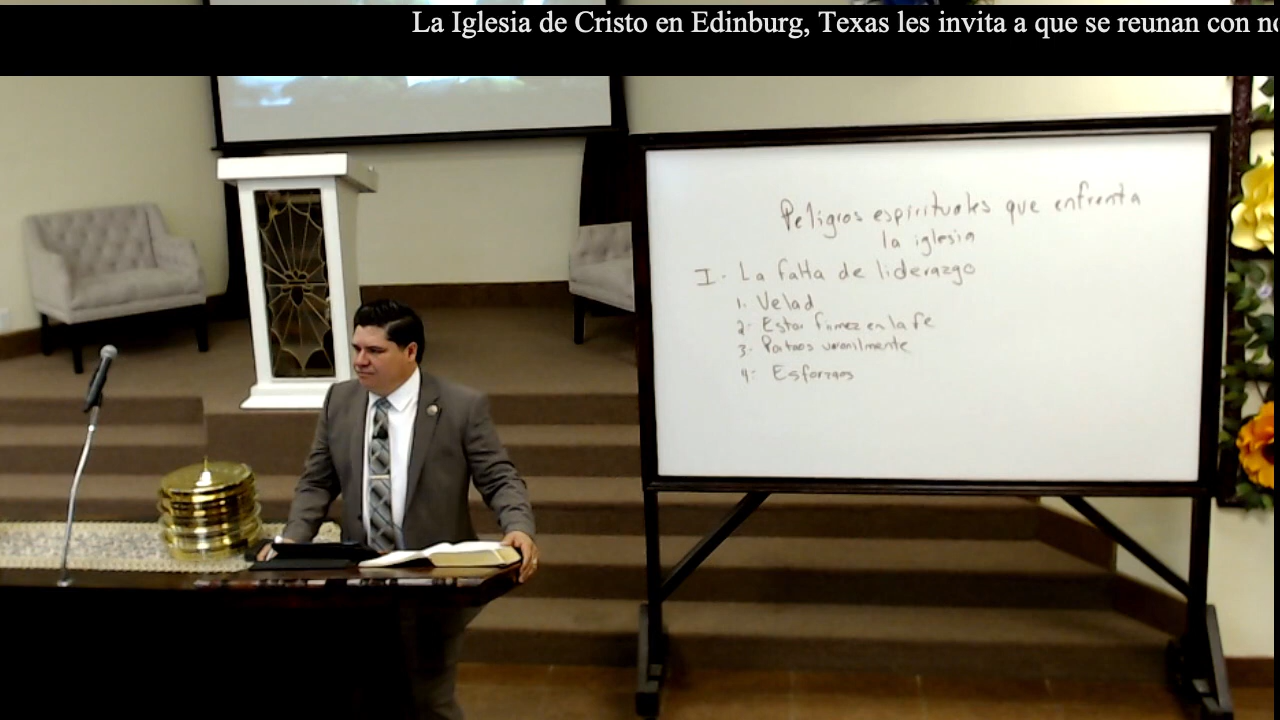 La Iglesia de Cristo en Edinburg, Texas les invita a que se reunan con no
Peligros espirituales que enfrenta
la iglesia
I. La falta de liderazgo
1. Velad
2. Estar firmez en la fe
3. Portaos varonilmente
4: Esforzaos